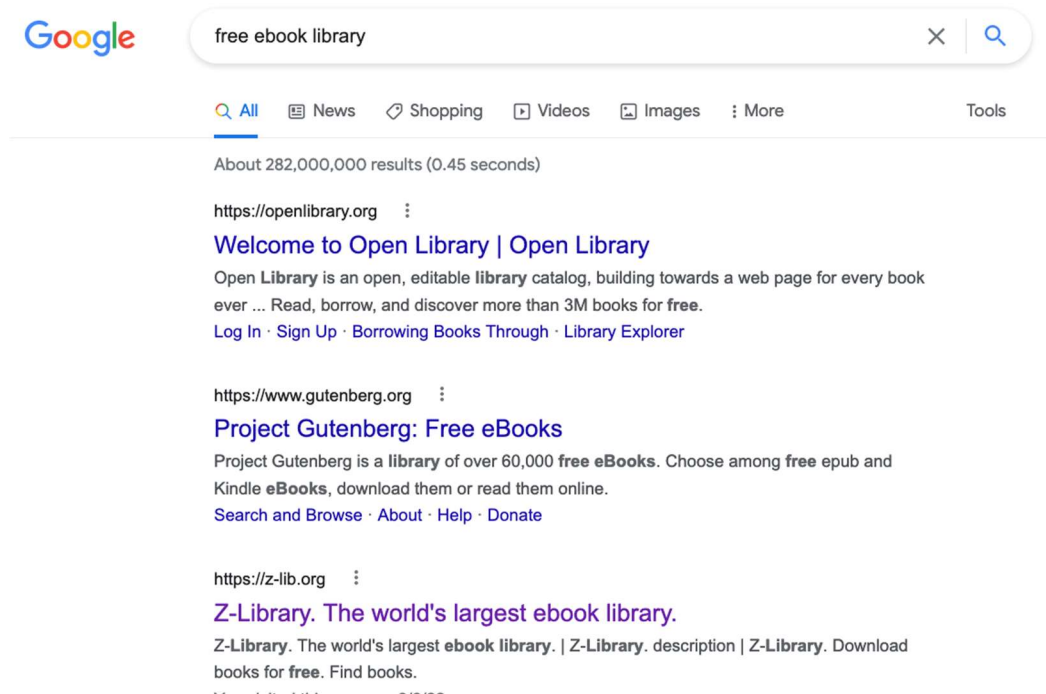 Google
free ebook library
All News Shopping Videos Images More Tools
About 282,000,000 results (0.45 seconds)
https://openlibrary.org
Welcome to Open Library | Open Library
Open Library is an open, editable library catalog, building towards a web page for every book
ever ... Read, borrow, and discover more than 3M books for free.
Log In · Sign Up · Borrowing Books Through · Library Explorer
https://www.gutenberg.org
Project Gutenberg: Free eBooks
Project Gutenberg is a library of over 60,000 free eBooks. Choose among free epub and
Kindle eBooks, download them or read them online.
Search and Browse · About · Help · Donate
https://z-lib.org
Z-Library. The world's largest ebook library.
Z-Library. The world's largest ebook library. | Z-Library. description | Z-Library. Download
books for free. Find books.